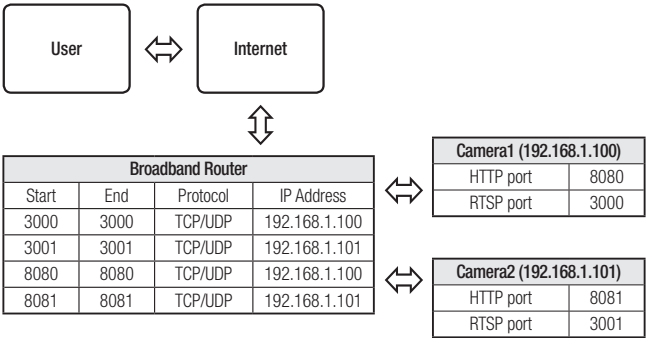 User
Internet
Broadband Router
Start End Protocol IP Address
3000 3000 TCP/UDP 192.168.1.100
3001 3001 TCP/UDP 192.168.1.101
8080 8080 TCP/UDP 192.168.1.100
8081 8081 TCP/UDP 192.168.1.101
Camera1 (192.168.1.100)
HTTP port 8080
RTSP port 3000
Camera2 (192.168.1.101)
HTTP port 8081
RTSP port 3001